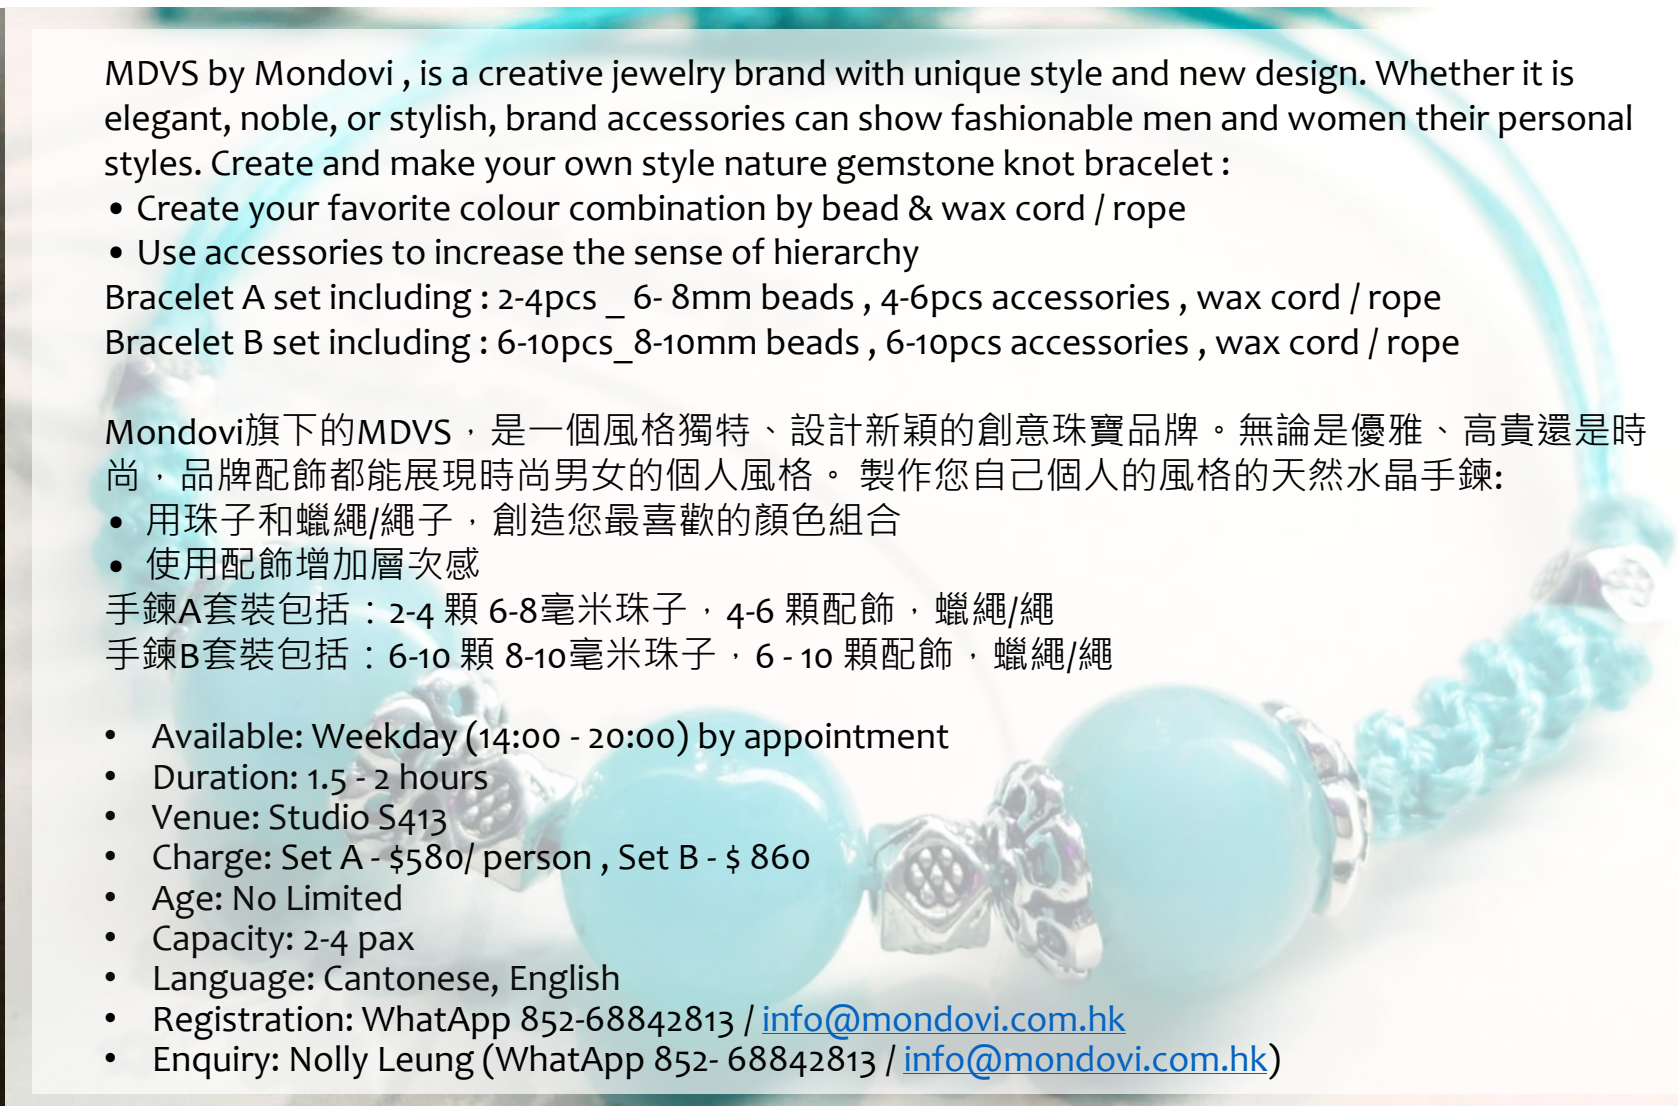 MDVS by Mondovi , is a creative jewelry brand with unique style and new design. Whether it is
elegant, noble, or stylish, brand accessories can show fashionable men and women their personal
styles. Create and make your own style nature gemstone knot bracelet :
• Create your favorite colour combination by bead & wax cord / rope
• Use accessories to increase the sense of hierarchy
Bracelet A set including : 2-4pcs _ 6- 8mm beads , 4-6pcs accessories , wax cord / rope
Bracelet B set including : 6-10pcs_8-10mm beads , 6-10pcs accessories , wax cord / rope
Mondovi旗下的MDVS，是一個風格獨特、設計新穎的創意珠寶品牌。無論是優雅、高貴還是時
尚，品牌配飾都能展現時尚男女的個人風格。 製作您自己個人的風格的天然水晶手鍊:
• 用珠子和蠟繩/繩子，創造您最喜歡的顏色組合
• 使用配飾增加層次感
手鍊A套裝包括：2-4 顆 6-8毫米珠子，4-6 顆配飾，蠟繩/繩
手鍊B套裝包括：6-10 顆 8-10毫米珠子，6 - 10 顆配飾，蠟繩/繩
• Available: Weekday (14:00 - 20:00) by appointment
• Duration: 1.5 - 2 hours
• Venue: Studio S413
• Charge: Set A - $580/ person , Set B - $ 860
• Age: No Limited
• Capacity: 2-4 pax
• Language: Cantonese, English
• Registration: WhatApp 852-68842813 / info@mondovi.com.hk
• Enquiry: Nolly Leung (WhatApp 852- 68842813 / info@mondovi.com.hk)